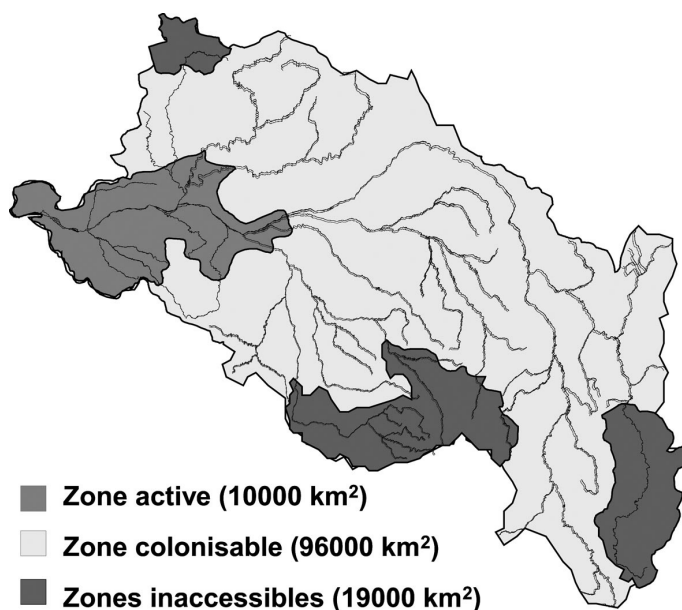 Zone active (10000 km²)
Zone colonisable (96000 km²)
Zones inaccessibles (19000 km²)